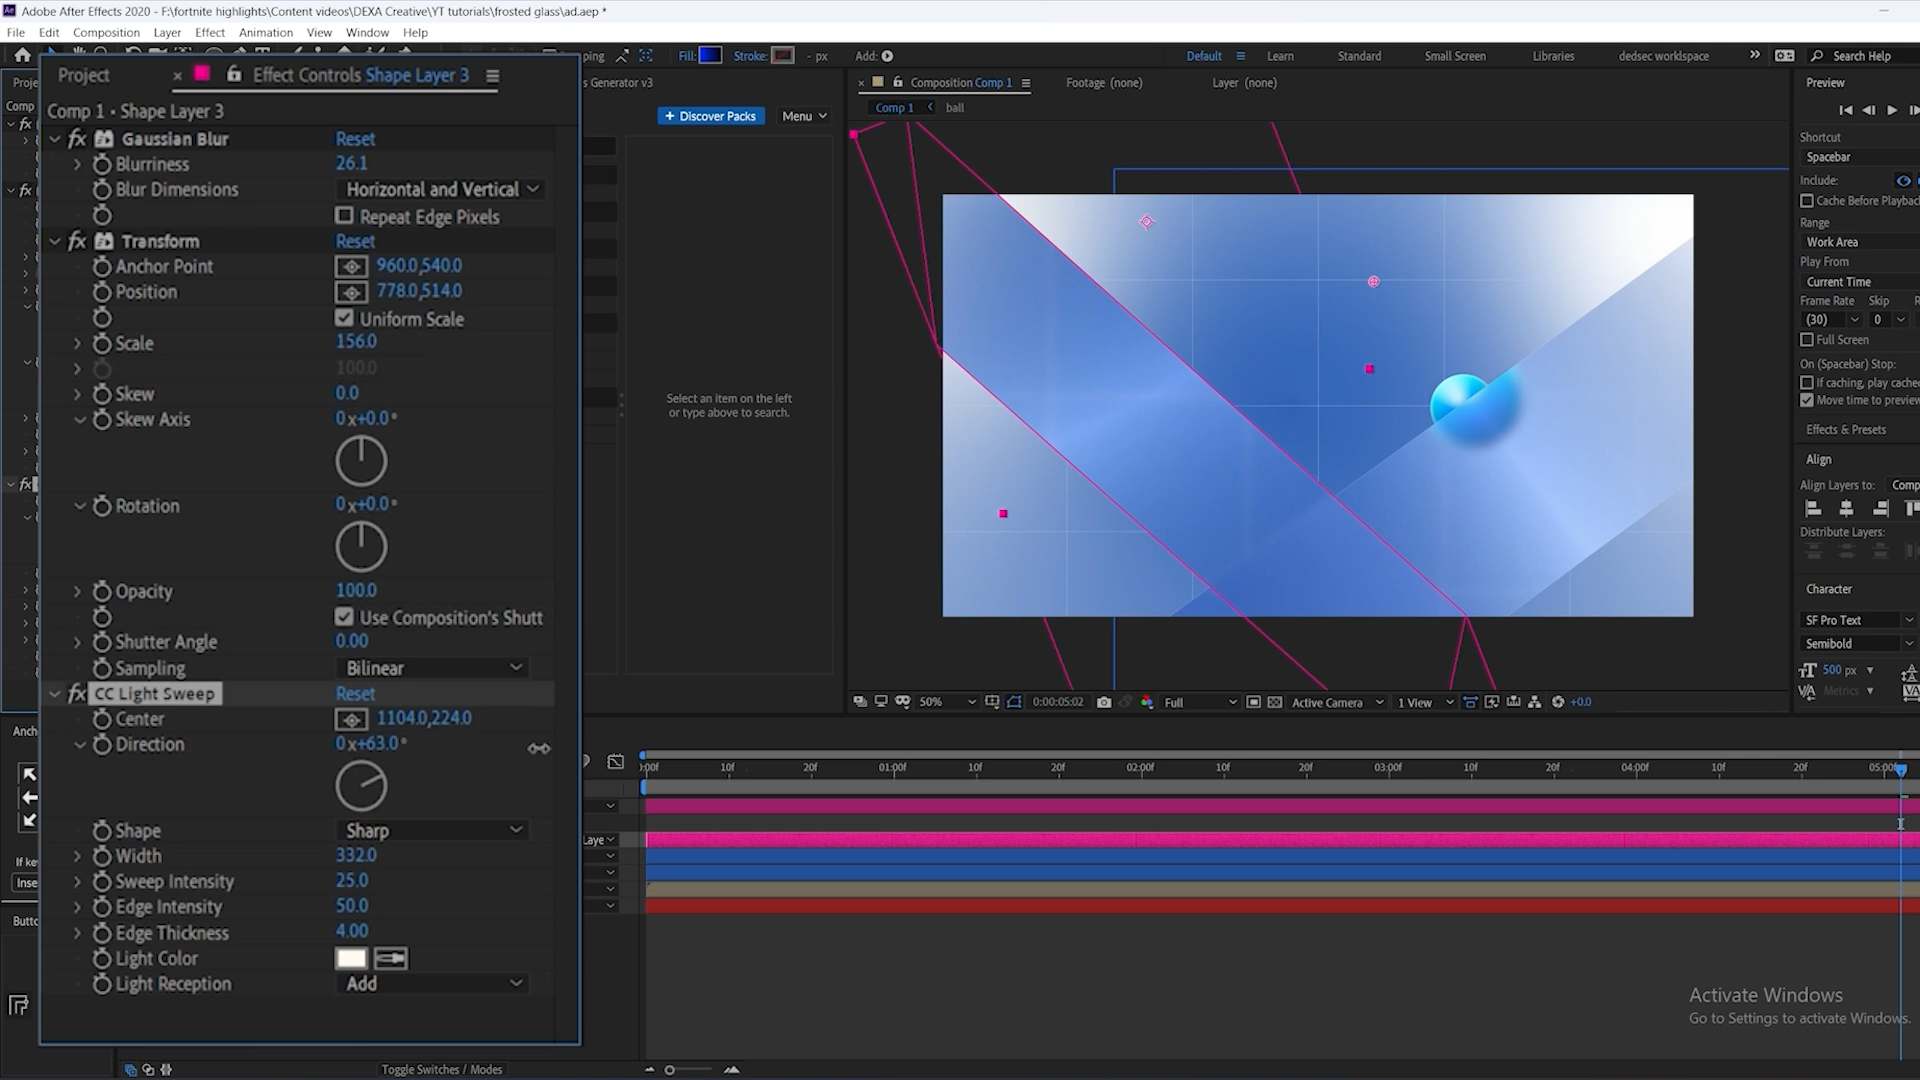 Adobe After Effects 2020 - F:\fortnite highlights\Content videos\DEXA Creative\YT tutorials\frosted glass\ad.aep *
File Edit Composition Layer Effect Animation View Window Help
Fill: Stroke: - px Add: Default Learn Standard Small Screen Libraries dedsec workspace Search Help
Project Effect Controls Shape Layer 3
s Generator v3
Composition Comp 1 Footage (none) Layer (none)
Comp 1 ball
Comp 1 • Shape Layer 3
+ Discover Packs Menu
Gaussian Blur Reset
Blurriness 26.1
Blur Dimensions Horizontal and Vertical
Repeat Edge Pixels
Transform Reset
Anchor Point 960.0,540.0
Position 778.0,514.0
Uniform Scale
Scale 156.0
100.0
Skew 0.0
Skew Axis 0x+0.0°
Rotation 0x+0.0°
Opacity 100.0
Use Composition's Shutt
Shutter Angle 0.00
Sampling Bilinear
CC Light Sweep Reset
Center 1104.0,224.0
Direction 0x+63.0°
Shape Sharp
Width 332.0
Sweep Intensity 25.0
Edge Intensity 50.0
Edge Thickness 4.00
Light Color
Light Reception Add
Select an item on the left
or type above to search.
50% 0:00:05:02 Full Active Camera 1 View +0.0
Preview
Shortcut
Spacebar
Include:
Cache Before Playback
Range
Work Area
Play From
Current Time
Frame Rate Skip R
(30) 0
Full Screen
On (Spacebar) Stop:
If caching, play cached
Move time to preview
Effects & Presets
Align
Align Layers to: Comp
Distribute Layers:
Character
SF Pro Text
Semibold
500 px
Metrics
:00f 10f 20f 01:00f 10f 20f 02:00f 10f 20f 03:00f 10f 20f 04:00f 10f 20f 05:00f
Toggle Switches / Modes
Activate Windows
Go to Settings to activate Windows.